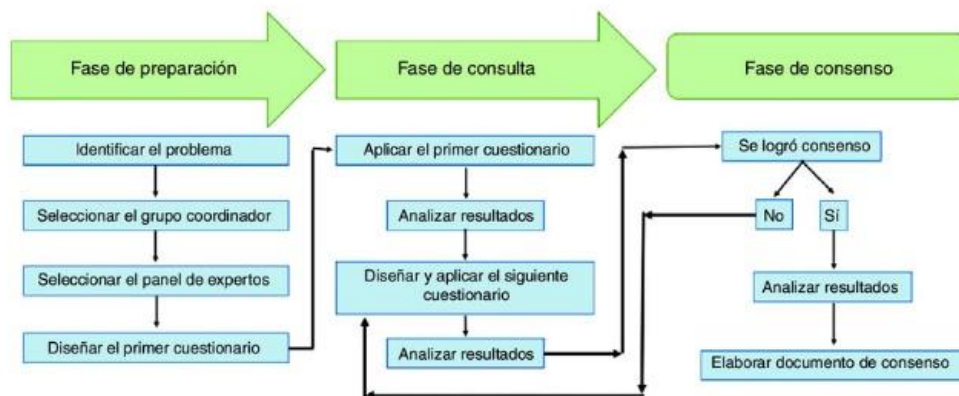 Fase de preparación
Fase de consulta
Fase de consenso
Identificar el problema
Seleccionar el grupo coordinador
Seleccionar el panel de expertos
Diseñar el primer cuestionario
Aplicar el primer cuestionario
Analizar resultados
Diseñar y aplicar el siguiente
cuestionario
Analizar resultados
Se logró consenso
No
Sí
Analizar resultados
Elaborar documento de consenso